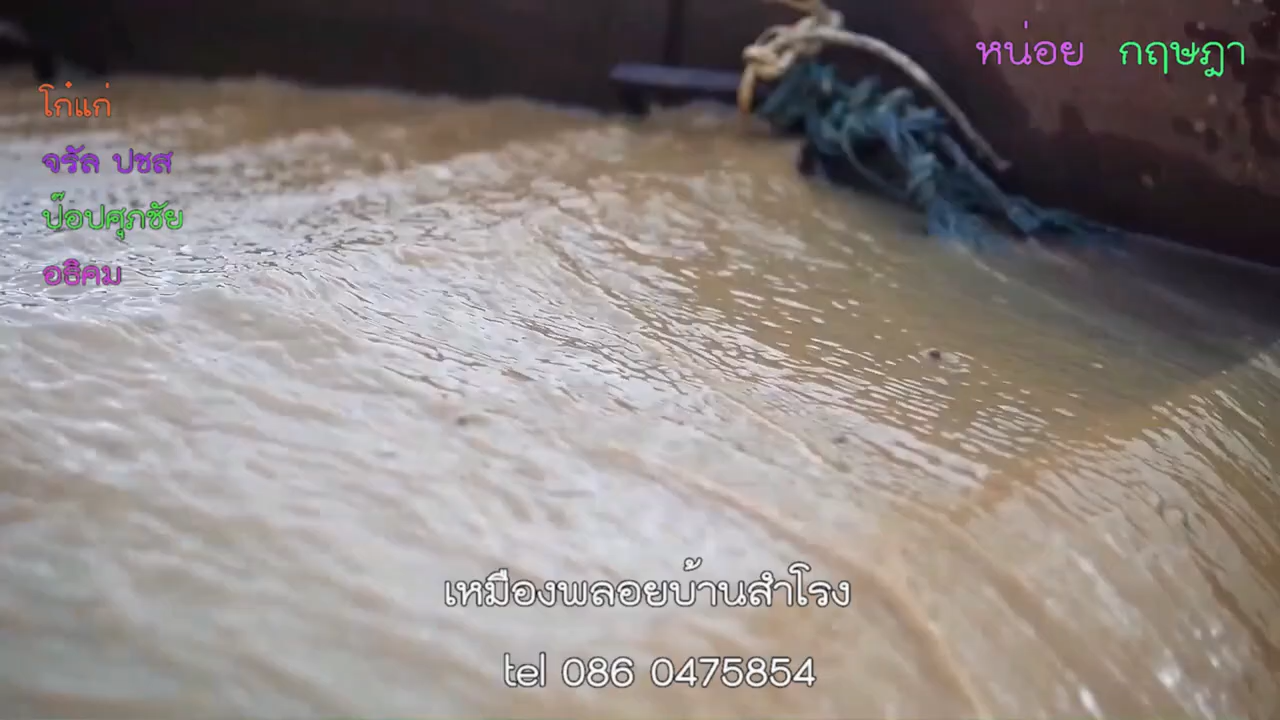 หน่อย กฤษฎา
โก๋แก่
จรัล ปชส
ป๊อปศุภชัย
อธิคม
เหมืองพลอยบ้านสำโรง
tel 086 0475854